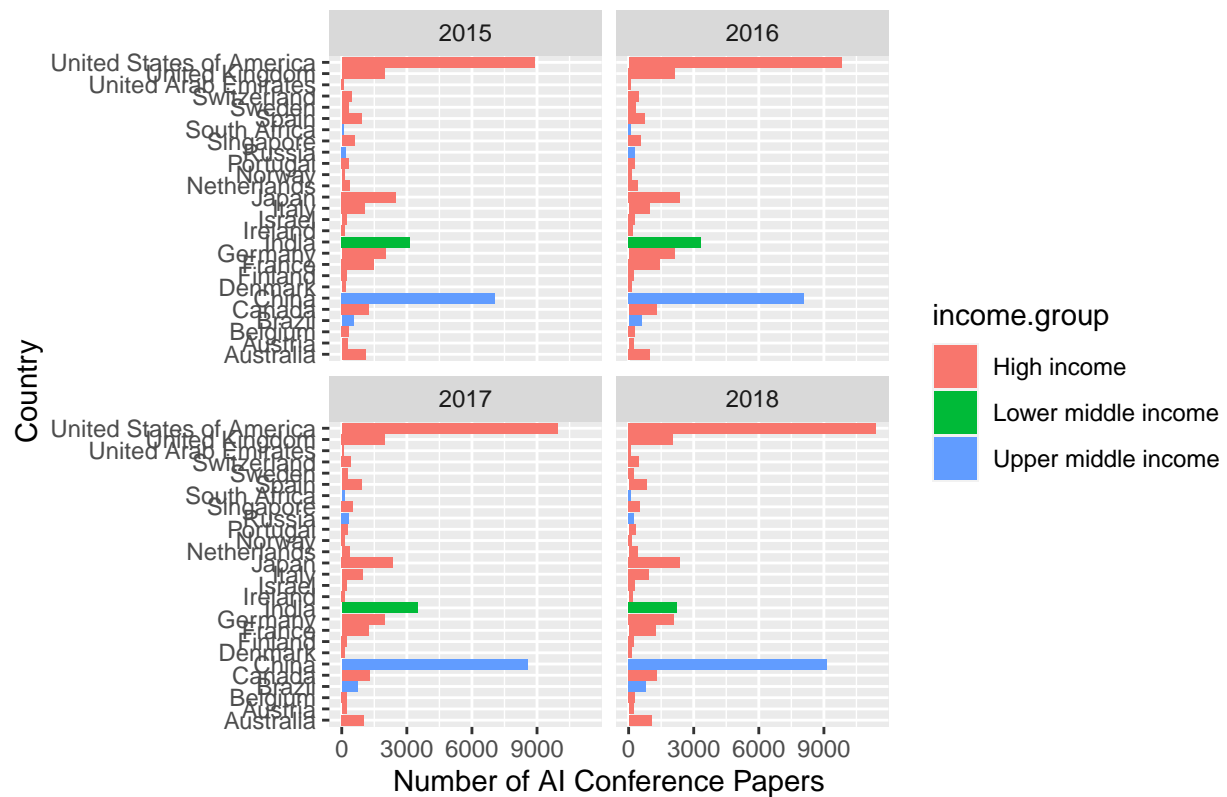 2015
2016
United States of America
United Kingdom
United Arab Emirates
Switzerland
Sweden
Spain
South Africa
Singapore
Russia
Portugal
Norway
Netherlands
Japan
Italy
Israel
Ireland
India
Germany
France
Finland
Denmark
China
Canada
Brazil
Belgium
Austria
Australia
2017
2018
United States of America
United Kingdom
United Arab Emirates
Switzerland
Sweden
Spain
South Africa
Singapore
Russia
Portugal
Norway
Netherlands
Japan
Italy
Israel
Ireland
India
Germany
France
Finland
Denmark
China
Canada
Brazil
Belgium
Austria
Australia
0 3000 6000 9000
0 3000 6000 9000
Number of AI Conference Papers
Country
income.group
High income
Lower middle income
Upper middle income